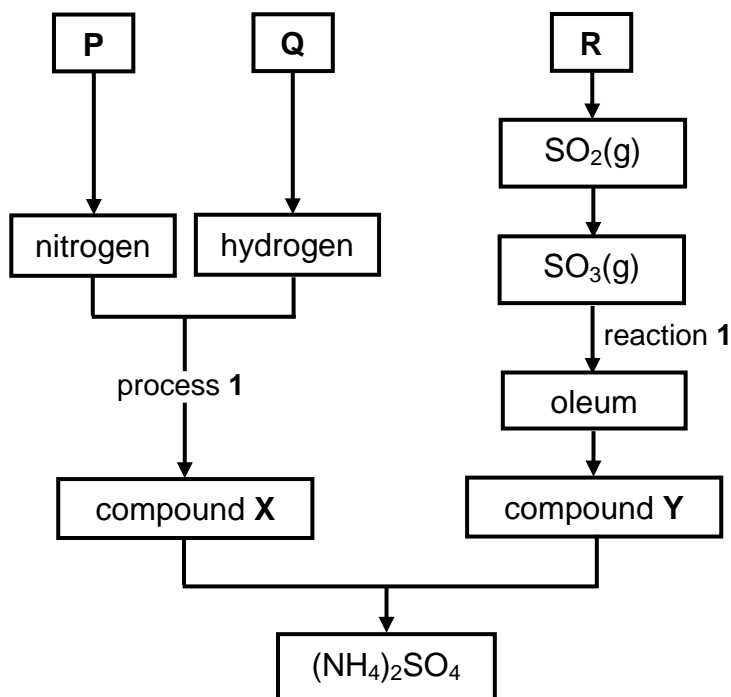 P Q R
SO₂(g)
nitrogen hydrogen
SO₃(g)
reaction 1
process 1
oleum
compound X compound Y
(NH₄)₂SO₄